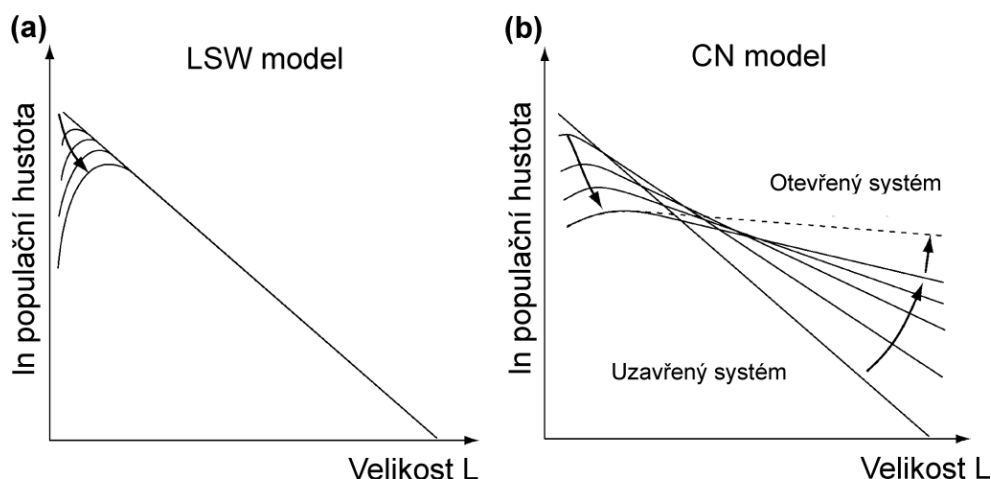 (a)
LSW model
ln populační hustota
Velikost L
(b)
CN model
Otevřený systém
Uzavřený systém
ln populační hustota
Velikost L